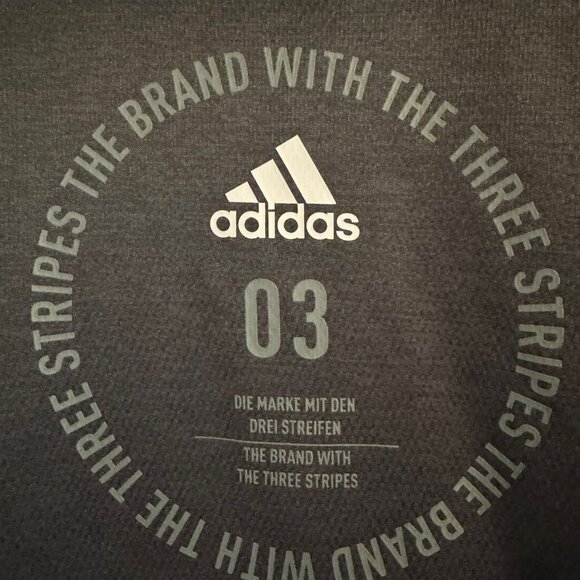 THE BRAND WITH THE THREE STRIPES THE BRAND WITH THE THREE STRIPES
adidas
03
DIE MARKE MIT DEN
DREI STREIFEN
THE BRAND WITH
THE THREE STRIPES